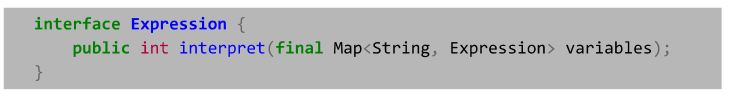 interface Expression {
    public int interpret(final Map<String, Expression> variables);
}